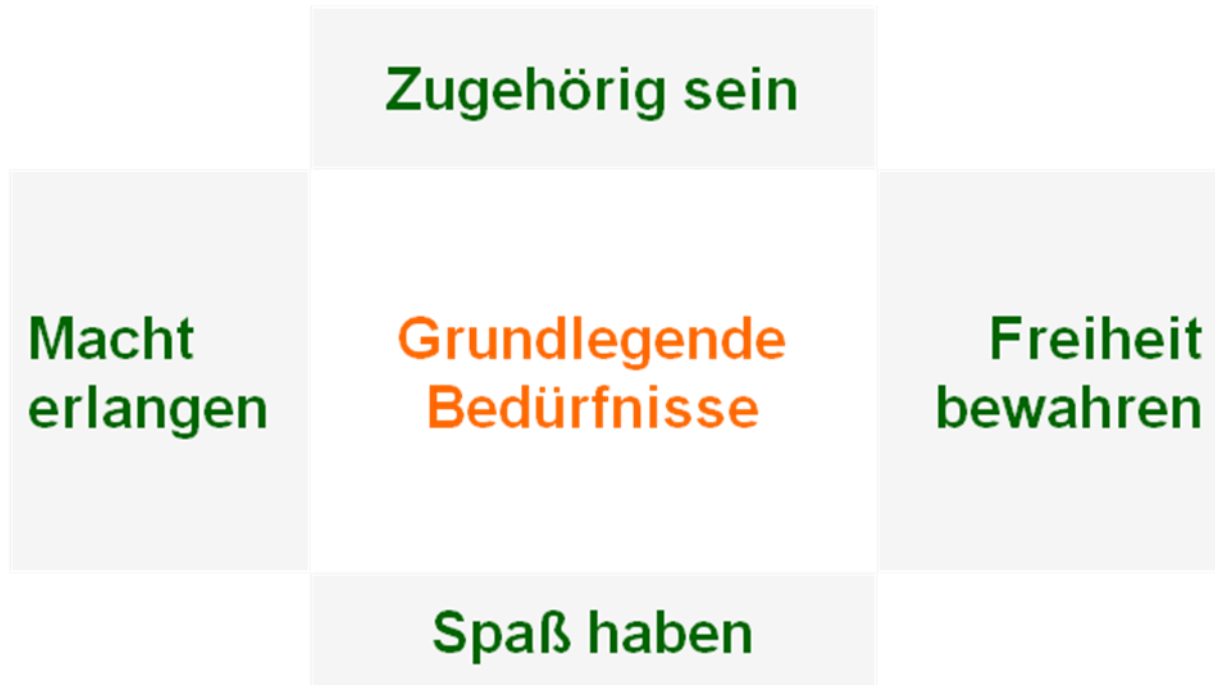 Zugehörig sein
Macht
erlangen
Grundlegende
Bedürfnisse
Freiheit
bewahren
Spaß haben